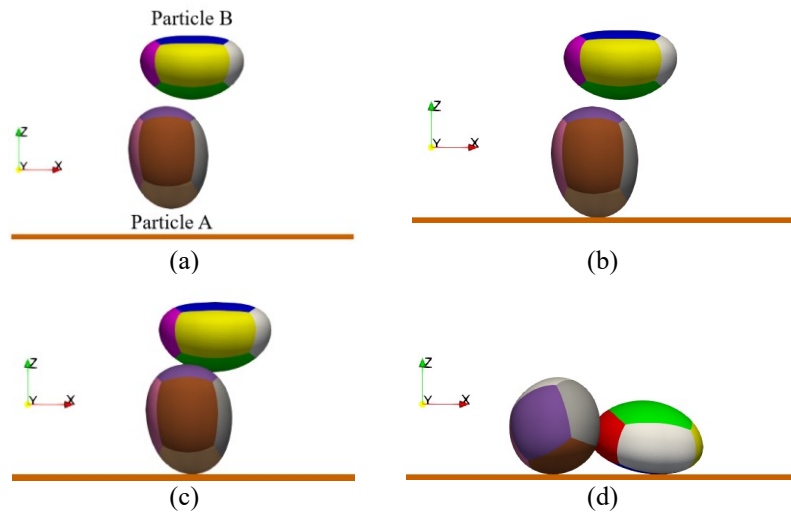 Particle B
Z
Y X
Particle A
(a)
Z
Y X
(b)
Z
Y X
(c)
Z
Y X
(d)